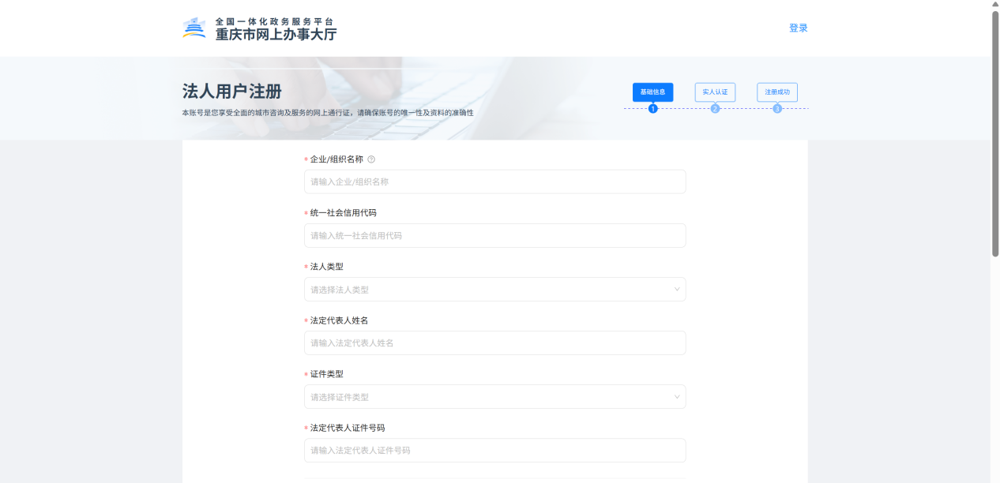 全国一体化政务服务平台
重庆市网上办事大厅
登录
法人用户注册
本账号是您享受全面的城市咨询及服务的网上通行证，请确保账号的唯一性及资料的准确性
基础信息
实人认证
注册成功
1
2
3
* 企业/组织名称
请输入企业/组织名称
* 统一社会信用代码
请输入统一社会信用代码
* 法人类型
请选择法人类型
* 法定代表人姓名
请输入法定代表人姓名
* 证件类型
请选择证件类型
* 法定代表人证件号码
请输入法定代表人证件号码